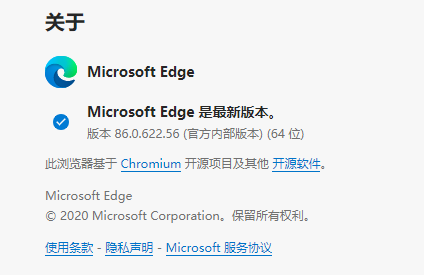 关于
Microsoft Edge
Microsoft Edge 是最新版本。
版本 86.0.622.56 (官方内部版本) (64 位)
此浏览器基于 Chromium 开源项目及其他 开源软件。
Microsoft Edge
© 2020 Microsoft Corporation。保留所有权利。
使用条款 - 隐私声明 - Microsoft 服务协议